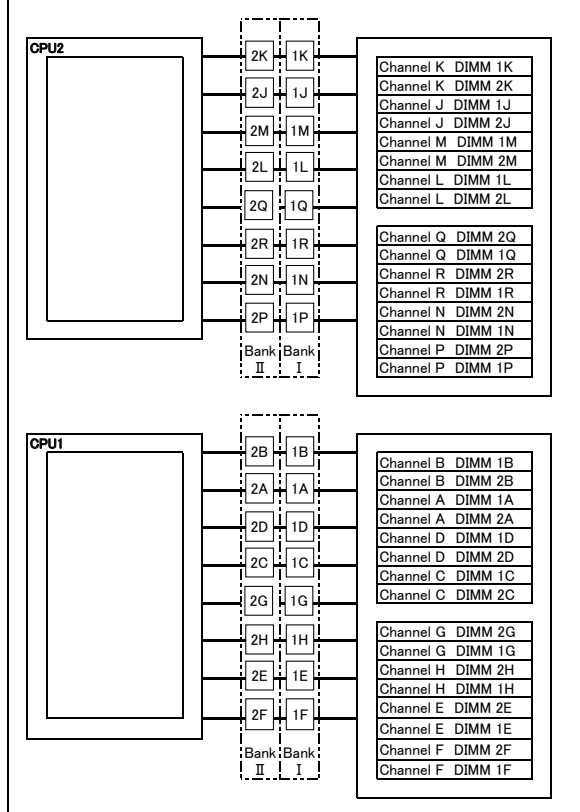 CPU2
2K 1K
2J 1J
2M 1M
2L 1L
2Q 1Q
2R 1R
2N 1N
2P 1P
Bank Bank
Ⅱ Ⅰ
Channel K DIMM 1K
Channel K DIMM 2K
Channel J DIMM 1J
Channel J DIMM 2J
Channel M DIMM 1M
Channel M DIMM 2M
Channel L DIMM 1L
Channel L DIMM 2L
Channel Q DIMM 2Q
Channel Q DIMM 1Q
Channel R DIMM 2R
Channel R DIMM 1R
Channel N DIMM 2N
Channel N DIMM 1N
Channel P DIMM 2P
Channel P DIMM 1P
CPU1
2B 1B
2A 1A
2D 1D
2C 1C
2G 1G
2H 1H
2E 1E
2F 1F
Bank Bank
Ⅱ Ⅰ
Channel B DIMM 1B
Channel B DIMM 2B
Channel A DIMM 1A
Channel A DIMM 2A
Channel D DIMM 1D
Channel D DIMM 2D
Channel C DIMM 1C
Channel C DIMM 2C
Channel G DIMM 2G
Channel G DIMM 1G
Channel H DIMM 2H
Channel H DIMM 1H
Channel E DIMM 2E
Channel E DIMM 1E
Channel F DIMM 2F
Channel F DIMM 1F